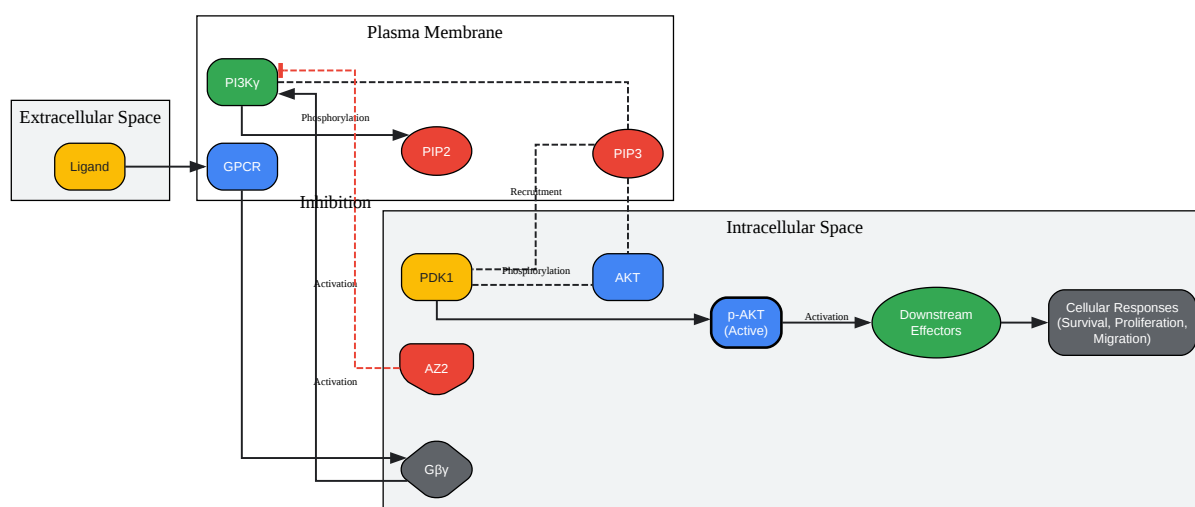 Plasma Membrane
PI3Kγ
Extracellular Space
Phosphorylation
Ligand
GPCR
PIP2
PIP3
Recruitment
Inhibition
Intracellular Space
PDK1
Phosphorylation
AKT
Activation
p-AKT
(Active)
Activation
Downstream
Effectors
Cellular Responses
(Survival, Proliferation,
Migration)
AZ2
Activation
Gβγ